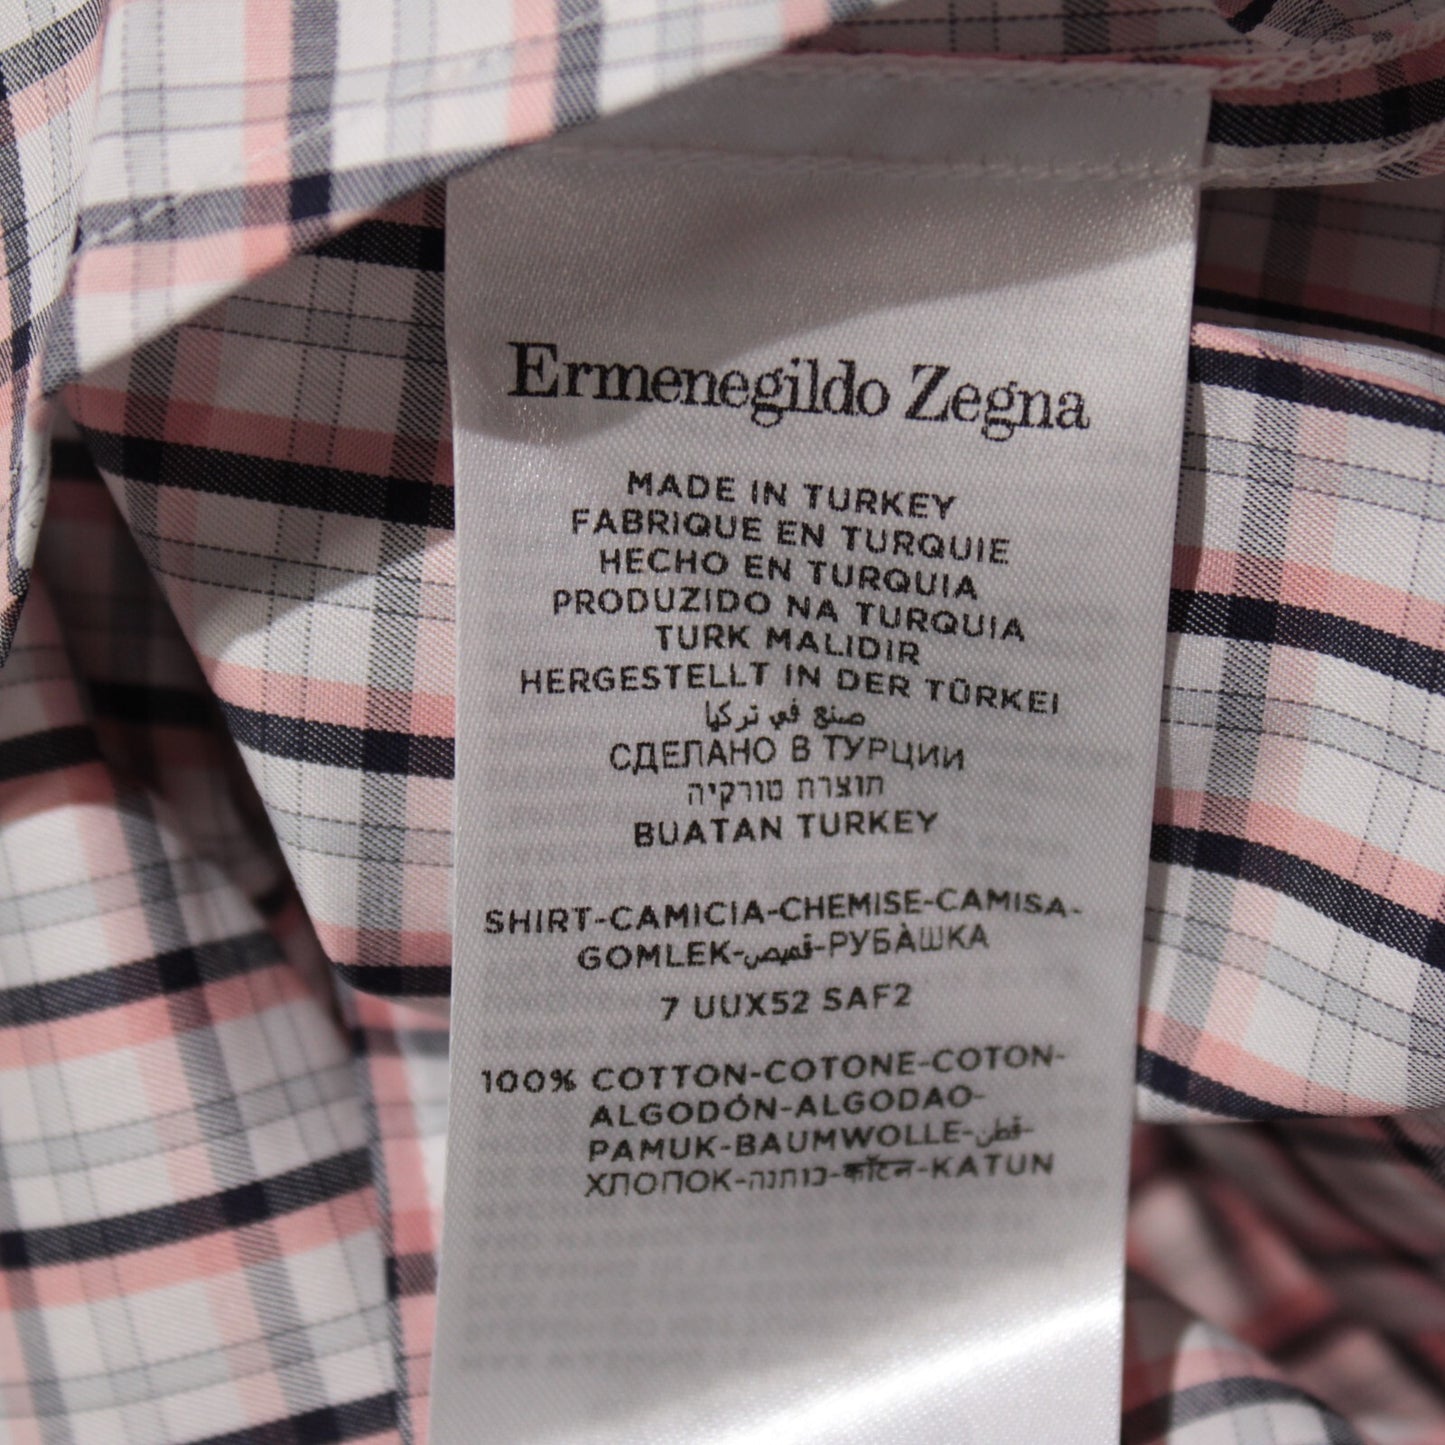 Ermenegildo Zegna
MADE IN TURKEY
FABRIQUE EN TURQUIE
HECHO EN TURQUIA
PRODUZIDO NA TURQUIA
TURK MALIDIR
HERGESTELLT IN DER TÜRKEI
صنع في تركيا
СДЕЛАНО В ТУРЦИИ
תוצרת טורקיה
BUATAN TURKEY
SHIRT-CAMICIA-CHEMISE-CAMISA-
GOMLEK-قميص-РУБÀШКА
7 UUX52 SAF2
100% COTTON-COTONE-COTON-
ALGODÓN-ALGODAO-
PAMUK-BAUMWOLLE-قطن-
ХЛОПОК-כותנה-कॉटन-KATUN